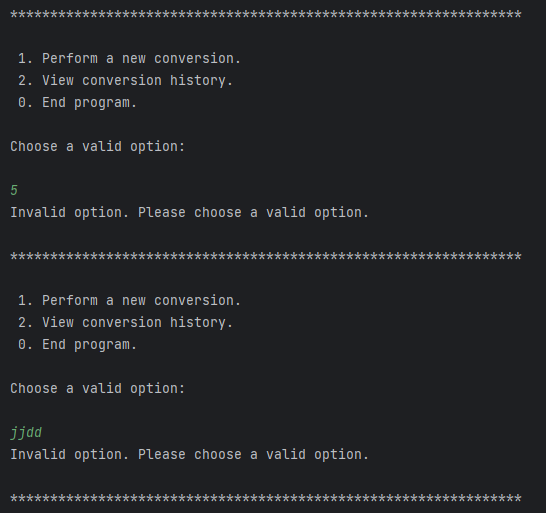 ****************************************************************
1. Perform a new conversion.
2. View conversion history.
0. End program.
Choose a valid option:
5
Invalid option. Please choose a valid option.
****************************************************************
1. Perform a new conversion.
2. View conversion history.
0. End program.
Choose a valid option:
jjdd
Invalid option. Please choose a valid option.
****************************************************************